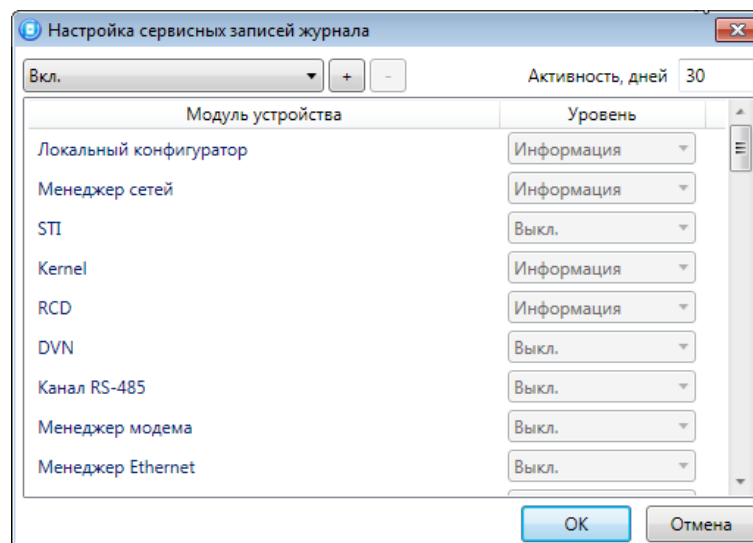 Настройка сервисных записей журнала
Вкл. + - Активность, дней 30
Модуль устройства Уровень
Локальный конфигуратор Информация
Менеджер сетей Информация
STI Выкл.
Kernel Информация
RCD Информация
DVN Выкл.
Канал RS-485 Выкл.
Менеджер модема Выкл.
Менеджер Ethernet Выкл.
OK Отмена